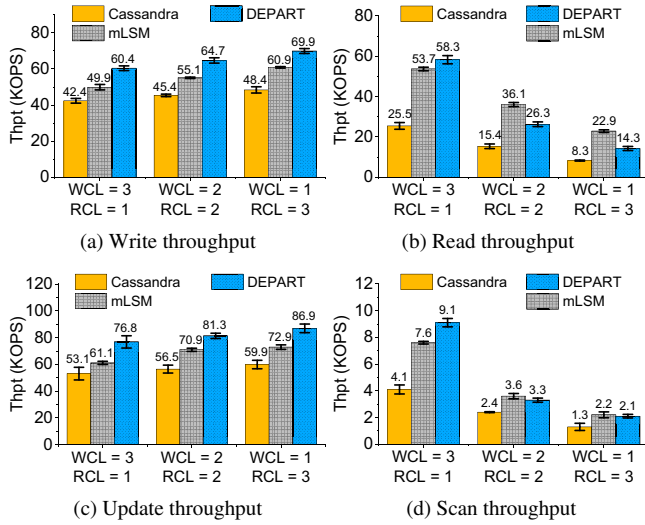 Cassandra DEPART
mLSM
Thpt (KOPS)
80
60
40
20
0
42.4 49.9 60.4
45.4 55.1 64.7
48.4 60.9 69.9
WCL = 3 WCL = 2 WCL = 1
RCL = 1 RCL = 2 RCL = 3
(a) Write throughput
Cassandra DEPART
mLSM
Thpt (KOPS)
80
60
40
20
0
25.5 53.7 58.3
15.4 36.1 26.3
8.3 22.9 14.3
WCL = 3 WCL = 2 WCL = 1
RCL = 1 RCL = 2 RCL = 3
(b) Read throughput
Cassandra DEPART
mLSM
Thpt (KOPS)
120
100
80
60
40
20
0
53.1 61.1 76.8
56.5 70.9 81.3
59.9 72.9 86.9
WCL = 3 WCL = 2 WCL = 1
RCL = 1 RCL = 2 RCL = 3
(c) Update throughput
Cassandra DEPART
mLSM
Thpt (KOPS)
12
10
8
6
4
2
0
4.1 7.6 9.1
2.4 3.6 3.3
1.3 2.2 2.1
WCL = 3 WCL = 2 WCL = 1
RCL = 1 RCL = 2 RCL = 3
(d) Scan throughput